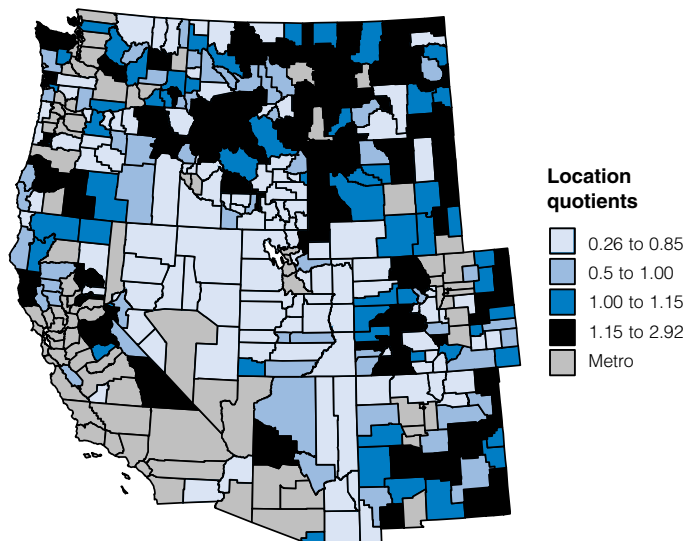 Location
quotients
0.26 to 0.85
0.5 to 1.00
1.00 to 1.15
1.15 to 2.92
Metro